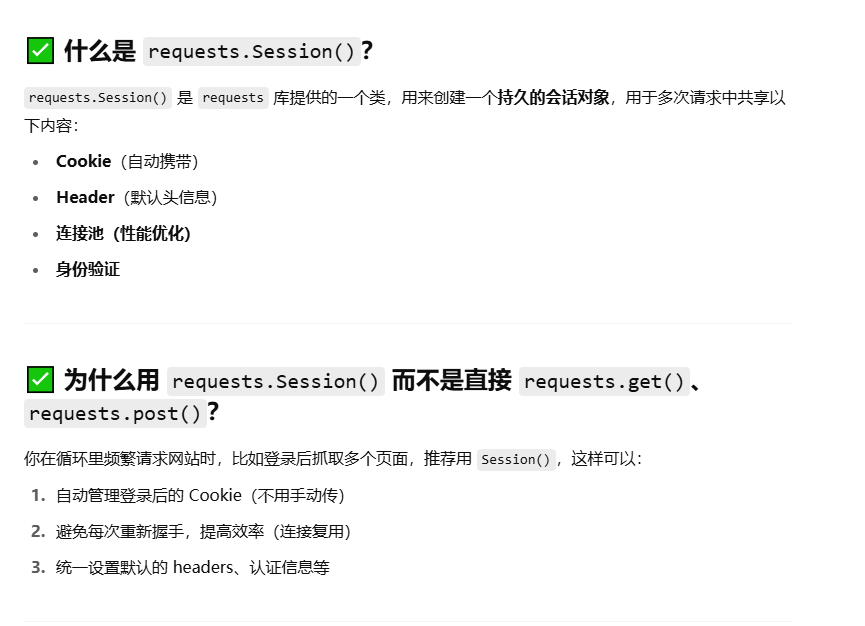 ✅ 什么是 requests.Session()?
requests.Session() 是 requests 库提供的一个类，用来创建一个持久的会话对象，用于多次请求中共享以
下内容：
• Cookie（自动携带）
• Header（默认头信息）
• 连接池（性能优化）
• 身份验证
✅ 为什么用 requests.Session() 而不是直接 requests.get()、
requests.post()?
你在循环里频繁请求网站时，比如登录后抓取多个页面，推荐用 Session()，这样可以：
1. 自动管理登录后的 Cookie（不用手动传）
2. 避免每次重新握手，提高效率（连接复用）
3. 统一设置默认的 headers、认证信息等